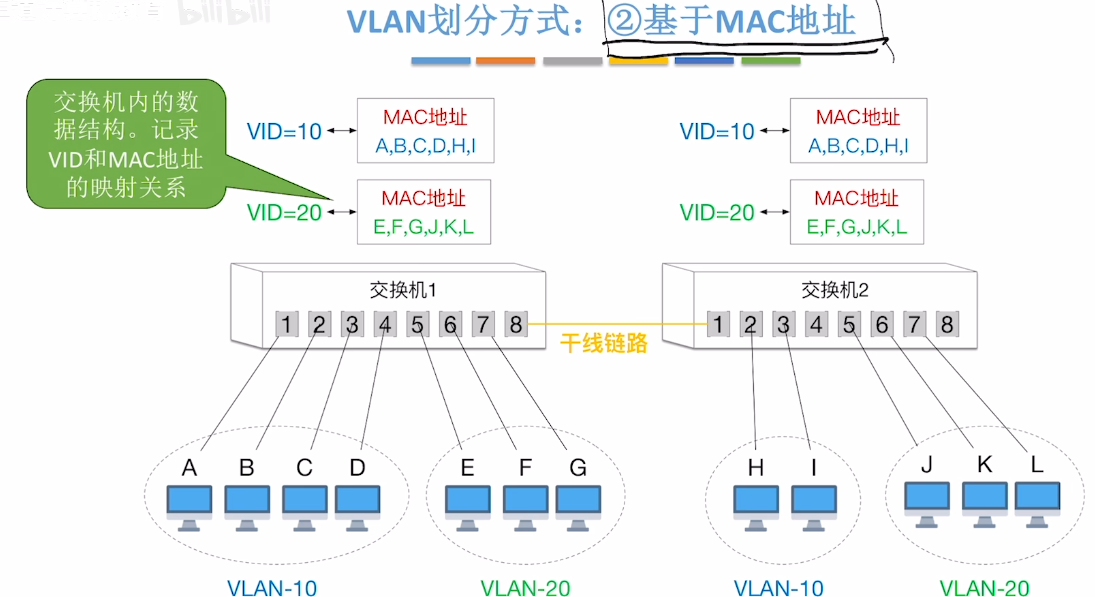 bilibili
VLAN划分方式：②基于MAC地址
交换机内的数
据结构。记录
VID和MAC地址
的映射关系
VID=10
MAC地址
A,B,C,D,H,I
VID=20
MAC地址
E,F,G,J,K,L
VID=10
MAC地址
A,B,C,D,H,I
VID=20
MAC地址
E,F,G,J,K,L
交换机1
1 2 3 4 5 6 7 8
干线链路
交换机2
1 2 3 4 5 6 7 8
A B C D E F G H I J K L
VLAN-10 VLAN-20 VLAN-10 VLAN-20